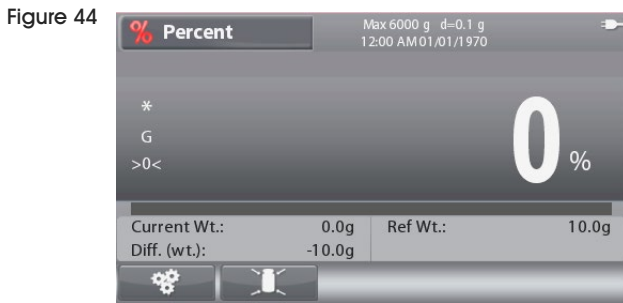 Figure 44
% Percent
Max 6000 g d=0.1 g
12:00 AM 01/01/1970
*
G
>0<
0 %
Current Wt.: 0.0g Ref Wt.: 10.0g
Diff. (wt.): -10.0g